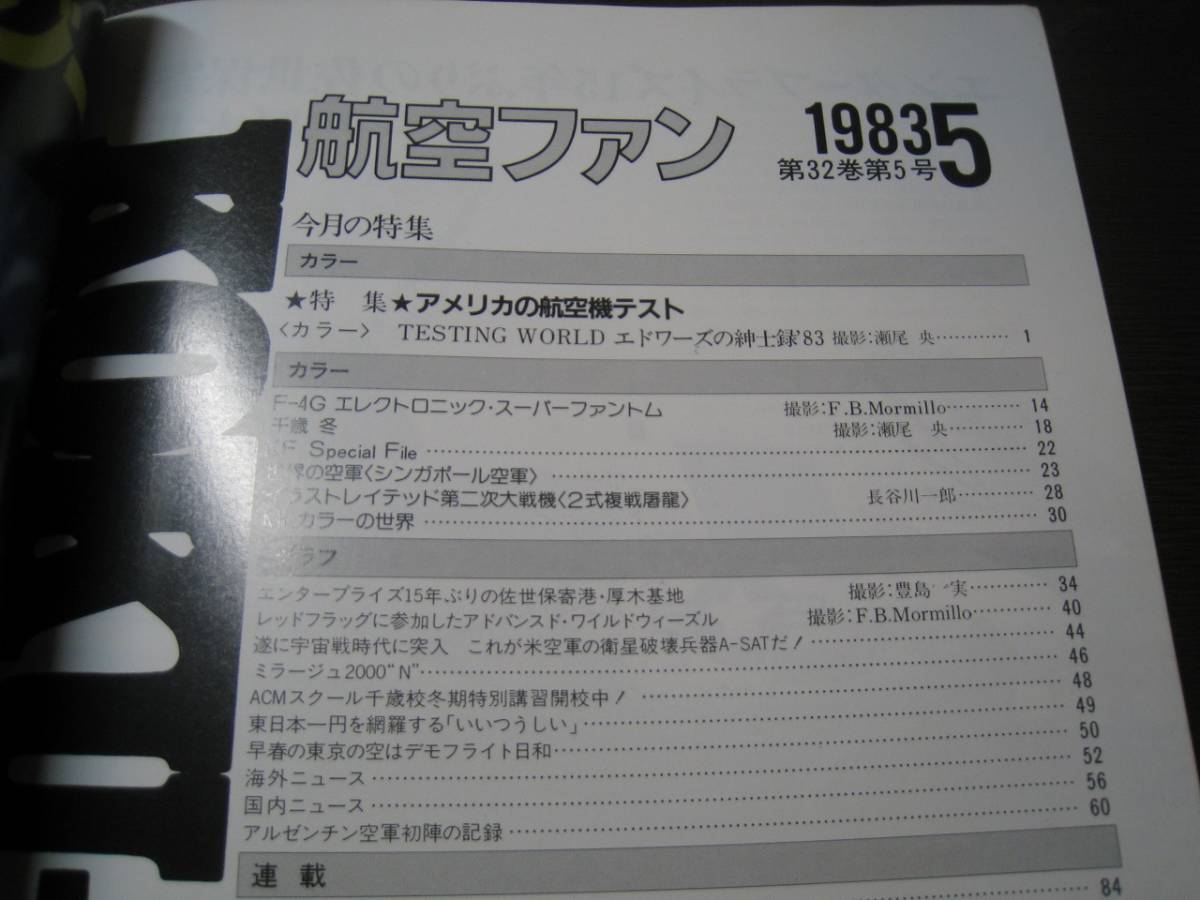 航空ファン
1983 5
第32巻第5号
今月の特集
カラー
★特 集★アメリカの航空機テスト
〈カラー〉 TESTING WORLD エドワーズの紳士録'83 撮影:瀬尾 央…………1
カラー
F-4G エレクトロニック・スーパーファントム 撮影:F.B.Mormillo…………14
千歳 冬 撮影:瀬尾 央…………18
Special File…………22
界の空軍〈シンガポール空軍〉…………23
ラストレイテッド第二次大戦機〈2式複戦屠龍〉 長谷川一郎…………28
カラーの世界…………30
ラフ
エンタープライズ15年ぶりの佐世保寄港・厚木基地 撮影:豊島 実…………34
レッドフラッグに参加したアドバンスド・ワイルドウィーズル 撮影:F.B.Mormillo…………40
遂に宇宙戦時代に突入 これが米空軍の衛星破壊兵器A-SATだ!…………44
ミラージュ2000“N”…………46
ACMスクール千歳校冬期特別講習開校中!…………48
東日本一円を網羅する「いいつうしい」…………49
早春の東京の空はデモフライト日和…………50
海外ニュース…………52
国内ニュース…………56
アルゼンチン空軍初陣の記録…………60
連 載
…………84